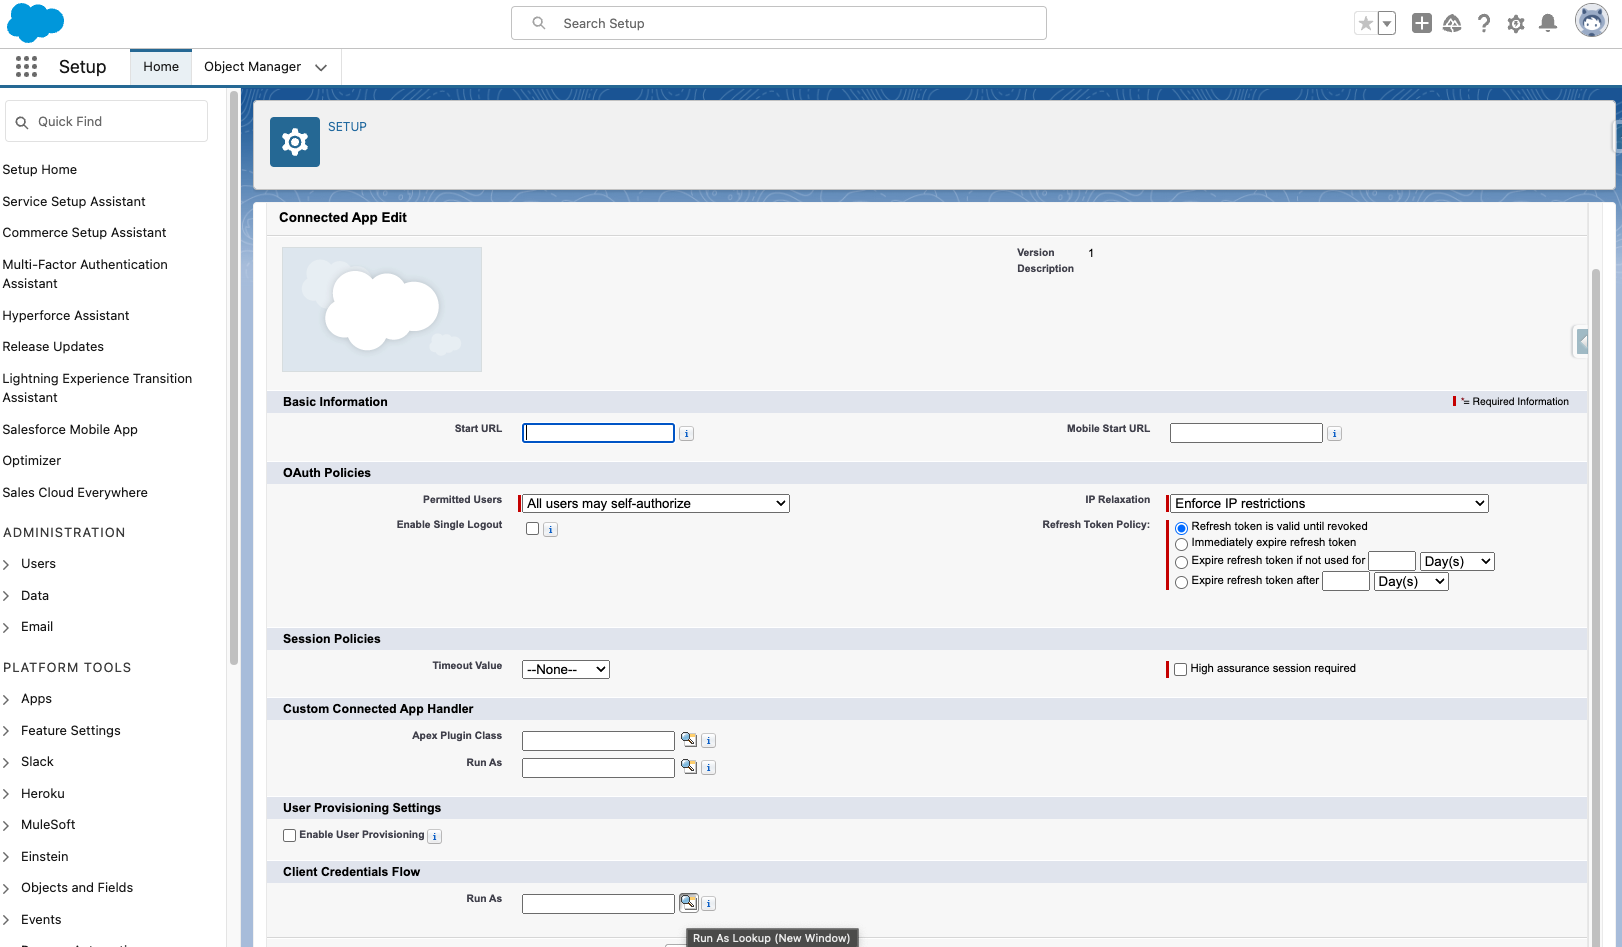 Search Setup
Setup
Home
Object Manager
Quick Find
Setup Home
Service Setup Assistant
Commerce Setup Assistant
Multi-Factor Authentication
Assistant
Hyperforce Assistant
Release Updates
Lightning Experience Transition
Assistant
Salesforce Mobile App
Optimizer
Sales Cloud Everywhere
ADMINISTRATION
Users
Data
Email
PLATFORM TOOLS
Apps
Feature Settings
Slack
Heroku
MuleSoft
Einstein
Objects and Fields
Events
SETUP
Connected App Edit
Version 1
Description
Basic Information
*= Required Information
Start URL
Mobile Start URL
OAuth Policies
Permitted Users All users may self-authorize
IP Relaxation Enforce IP restrictions
Enable Single Logout
Refresh Token Policy: Refresh token is valid until revoked
Immediately expire refresh token
Expire refresh token if not used for Day(s)
Expire refresh token after Day(s)
Session Policies
Timeout Value --None--
High assurance session required
Custom Connected App Handler
Apex Plugin Class
Run As
User Provisioning Settings
Enable User Provisioning
Client Credentials Flow
Run As
Run As Lookup (New Window)